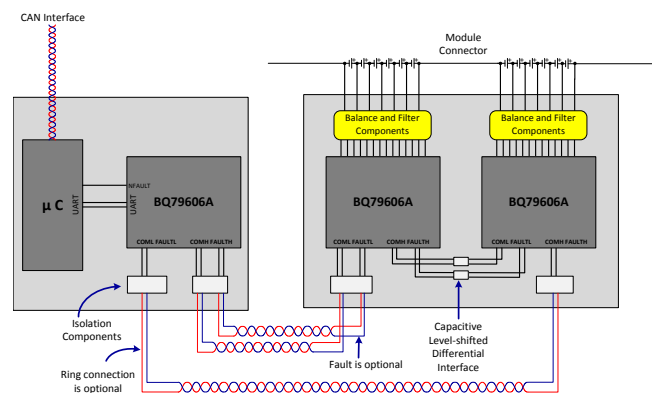 CAN Interface
Module
Connector
Balance and Filter
Components
Balance and Filter
Components
µ C
UART
NFAULT
UART
BQ79606A
COML FAULTL
COMH FAULTH
BQ79606A
COML FAULTL
COMH FAULTH
BQ79606A
COML FAULTL
COMH FAULTH
Isolation
Components
Ring connection
is optional
Fault is optional
Capacitive
Level-shifted
Differential
Interface